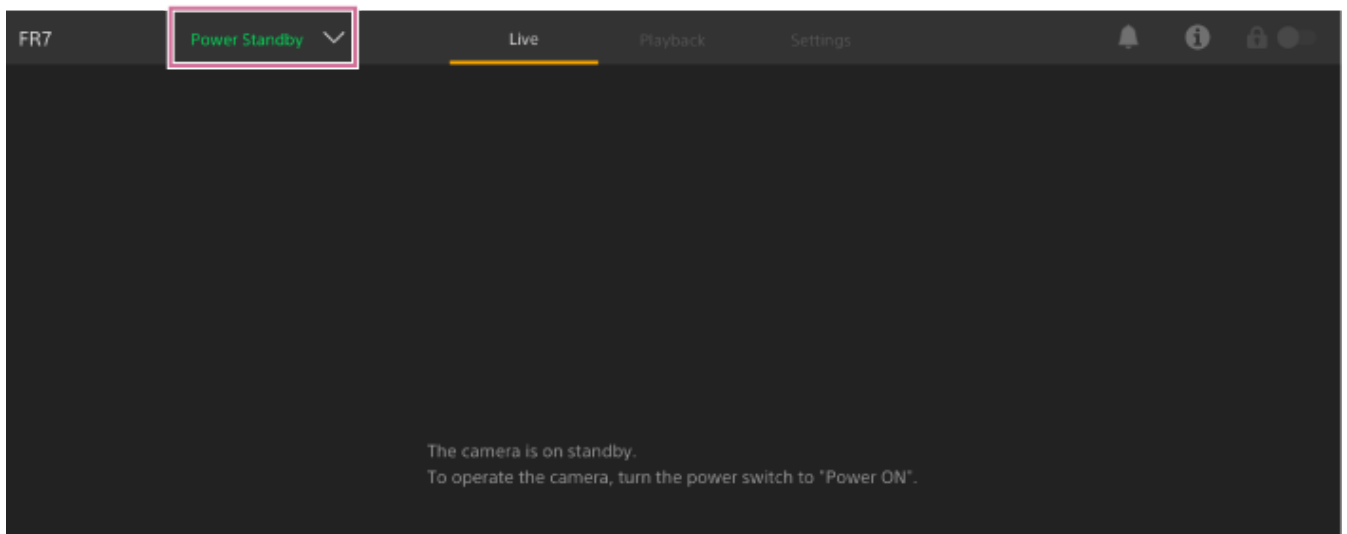 FR7 Power Standby Live Playback Settings
The camera is on standby.
To operate the camera, turn the power switch to "Power ON".